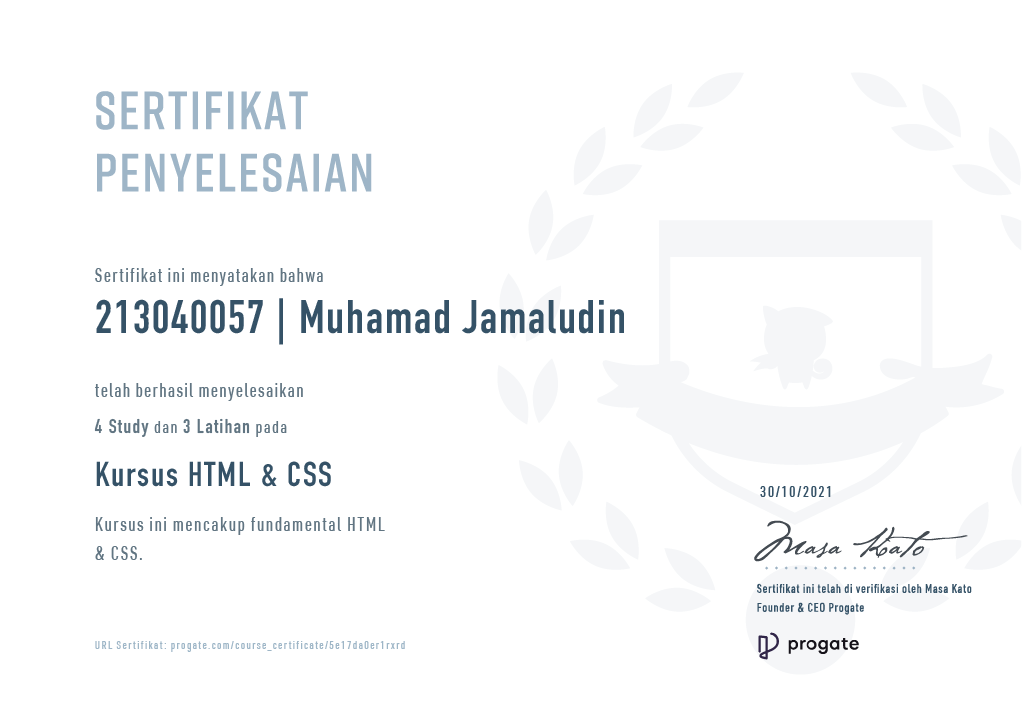 SERTIFIKAT
PENYELESAIAN
Sertifikat ini menyatakan bahwa
213040057 | Muhamad Jamaludin
telah berhasil menyelesaikan
4 Study dan 3 Latihan pada
Kursus HTML & CSS
Kursus ini mencakup fundamental HTML
& CSS.
30/10/2021
Masa Kato
Sertifikat ini telah di verifikasi oleh Masa Kato
Founder & CEO Progate
progate
URL Sertifikat: progate.com/course_certificate/5e17da0er1rxrd